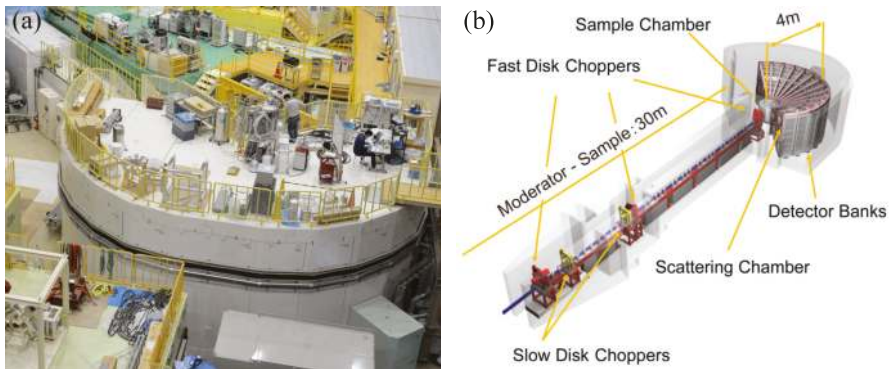 (a)
(b)
Sample Chamber
4m
Fast Disk Choppers
Moderator - Sample:30m
Detector Banks
Scattering Chamber
Slow Disk Choppers